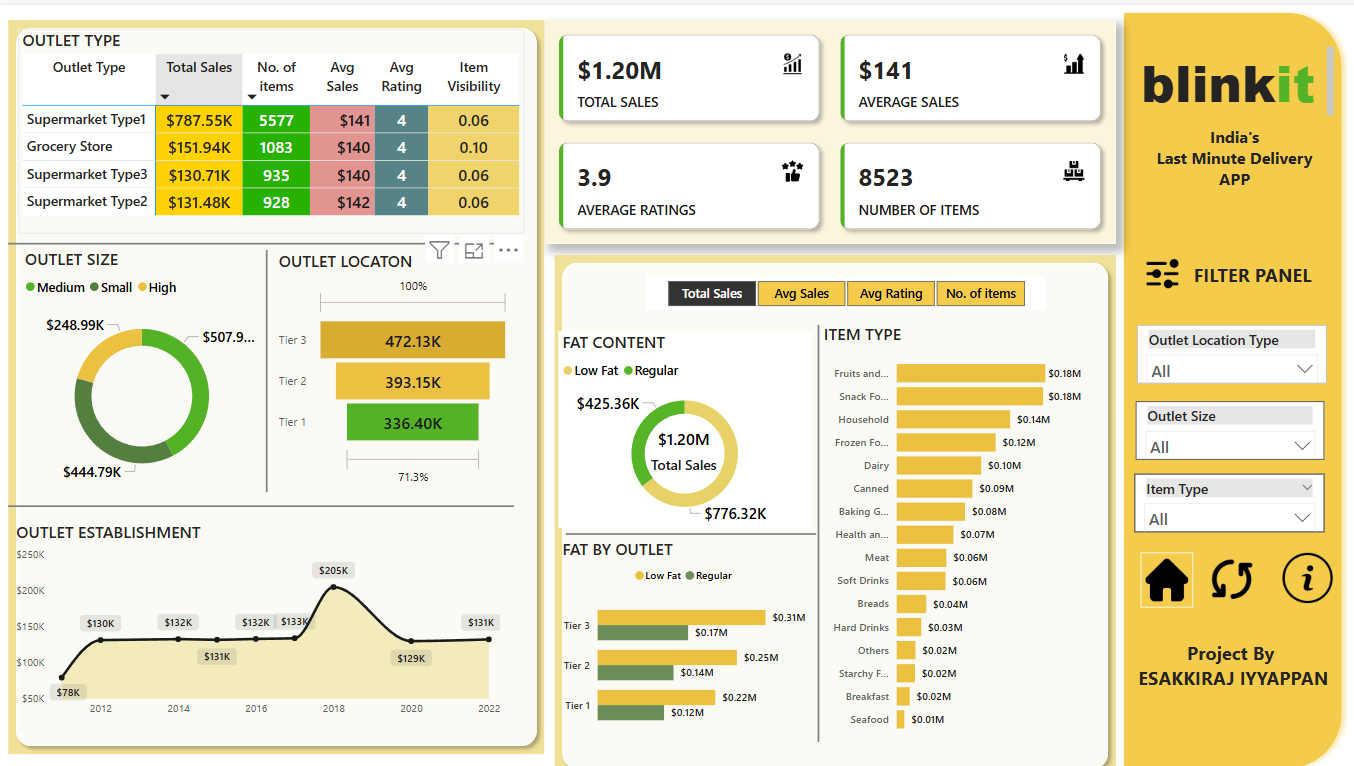 OUTLET TYPE
Outlet Type Total Sales No. of items Avg Sales Avg Rating Item Visibility
Supermarket Type1 $787.55K 5577 $141 4 0.06
Grocery Store $151.94K 1083 $140 4 0.10
Supermarket Type3 $130.71K 935 $140 4 0.06
Supermarket Type2 $131.48K 928 $142 4 0.06
$1.20M
TOTAL SALES
$141
AVERAGE SALES
3.9
AVERAGE RATINGS
8523
NUMBER OF ITEMS
OUTLET SIZE
Medium Small High
$248.99K
$507.9...
$444.79K
OUTLET LOCATON
100%
Tier 3 472.13K
Tier 2 393.15K
Tier 1 336.40K
71.3%
OUTLET ESTABLISHMENT
$250K
$200K
$150K
$100K
$50K
$78K
$130K
$132K
$131K
$132K
$133K
$205K
$129K
$131K
2012 2014 2016 2018 2020 2022
Total Sales Avg Sales Avg Rating No. of items
FAT CONTENT
Low Fat Regular
$425.36K
$1.20M
Total Sales
$776.32K
FAT BY OUTLET
Low Fat Regular
Tier 3 $0.31M
$0.17M
Tier 2 $0.25M
$0.14M
Tier 1 $0.22M
$0.12M
ITEM TYPE
Fruits and... $0.18M
Snack Fo... $0.18M
Household $0.14M
Frozen Fo... $0.12M
Dairy $0.10M
Canned $0.09M
Baking G... $0.08M
Health an... $0.07M
Meat $0.06M
Soft Drinks $0.06M
Breads $0.04M
Hard Drinks $0.03M
Others $0.02M
Starchy F... $0.02M
Breakfast $0.02M
Seafood $0.01M
blinkit
India's
Last Minute Delivery
APP
FILTER PANEL
Outlet Location Type
All
Outlet Size
All
Item Type
All
Project By
ESAKKIRAJ IYYAPPAN